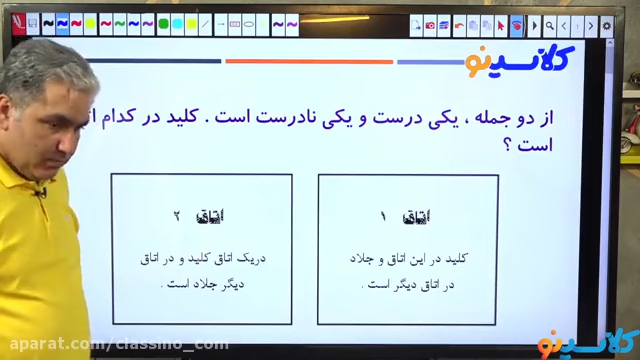 کلاسینو
از دو جمله ، یکی درست و یکی نادرست است . کلید در کدام
است ؟
اتاق ۱
کلید در این اتاق و جلاد
در اتاق دیگر است .
اتاق ۲
دریک اتاق کلید و در اتاق
دیگر جلاد است .
aparat.com/classino_com
کلاسینو